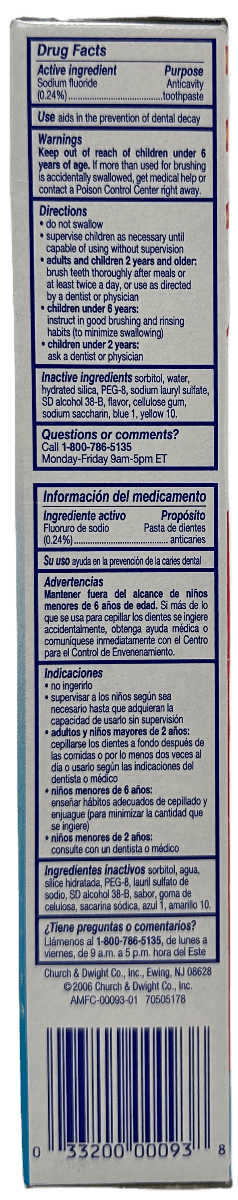 Drug Facts
Active ingredient Purpose
Sodium fluoride Anticavity
(0.24%)............................toothpaste
Use aids in the prevention of dental decay
Warnings
Keep out of reach of children under 6
years of age. If more than used for brushing
is accidentally swallowed, get medical help or
contact a Poison Control Center right away.
Directions
• do not swallow
• supervise children as necessary until
capable of using without supervision
• adults and children 2 years and older:
brush teeth thoroughly after meals or
at least twice a day, or use as directed
by a dentist or physician
• children under 6 years:
instruct in good brushing and rinsing
habits (to minimize swallowing)
• children under 2 years:
ask a dentist or physician
Inactive ingredients sorbitol, water,
hydrated silica, PEG-8, sodium lauryl sulfate,
SD alcohol 38-B, flavor, cellulose gum,
sodium saccharin, blue 1, yellow 10.
Questions or comments?
Call 1-800-786-5135
Monday-Friday 9am-5pm ET
Información del medicamento
Ingrediente activo Propósito
Fluoruro de sodio Pasta de dientes
(0.24%)................................ anticaries
Su uso ayuda en la prevención de la caries dental
Advertencias
Mantener fuera del alcance de niños
menores de 6 años de edad. Si más de lo
que se usa para cepillar los dientes se ingiere
accidentalmente, obtenga ayuda médica o
comuníquese inmediatamente con el Centro
para el Control de Envenenamiento.
Indicaciones
• no ingerirlo
• supervisar a los niños según sea
necesario hasta que adquieran la
capacidad de usarlo sin supervisión
• adultos y niños mayores de 2 años:
cepillarse los dientes a fondo después de
las comidas o por lo menos dos veces al
día o usarlo según las indicaciones del
dentista o médico
• niños menores de 6 años:
enseñar hábitos adecuados de cepillado y
enjuague (para minimizar la cantidad que
se ingiere)
• niños menores de 2 años:
consulte con un dentista o médico
Ingredientes inactivos sorbitol, agua,
sílice hidratada, PEG-8, lauril sulfato de
sodio, SD alcohol 38-B, sabor, goma de
celulosa, sacarina sódica, azul 1, amarillo 10.
¿Tiene preguntas o comentarios?
Llámenos al 1-800-786-5135, de lunes a
viernes, de 9 a.m. a 5 p.m. hora del Este
Church & Dwight Co., Inc., Ewing, NJ 08628
©2006 Church & Dwight Co., Inc.
AMFC-00093-01 70505178
0 33200 00093 8